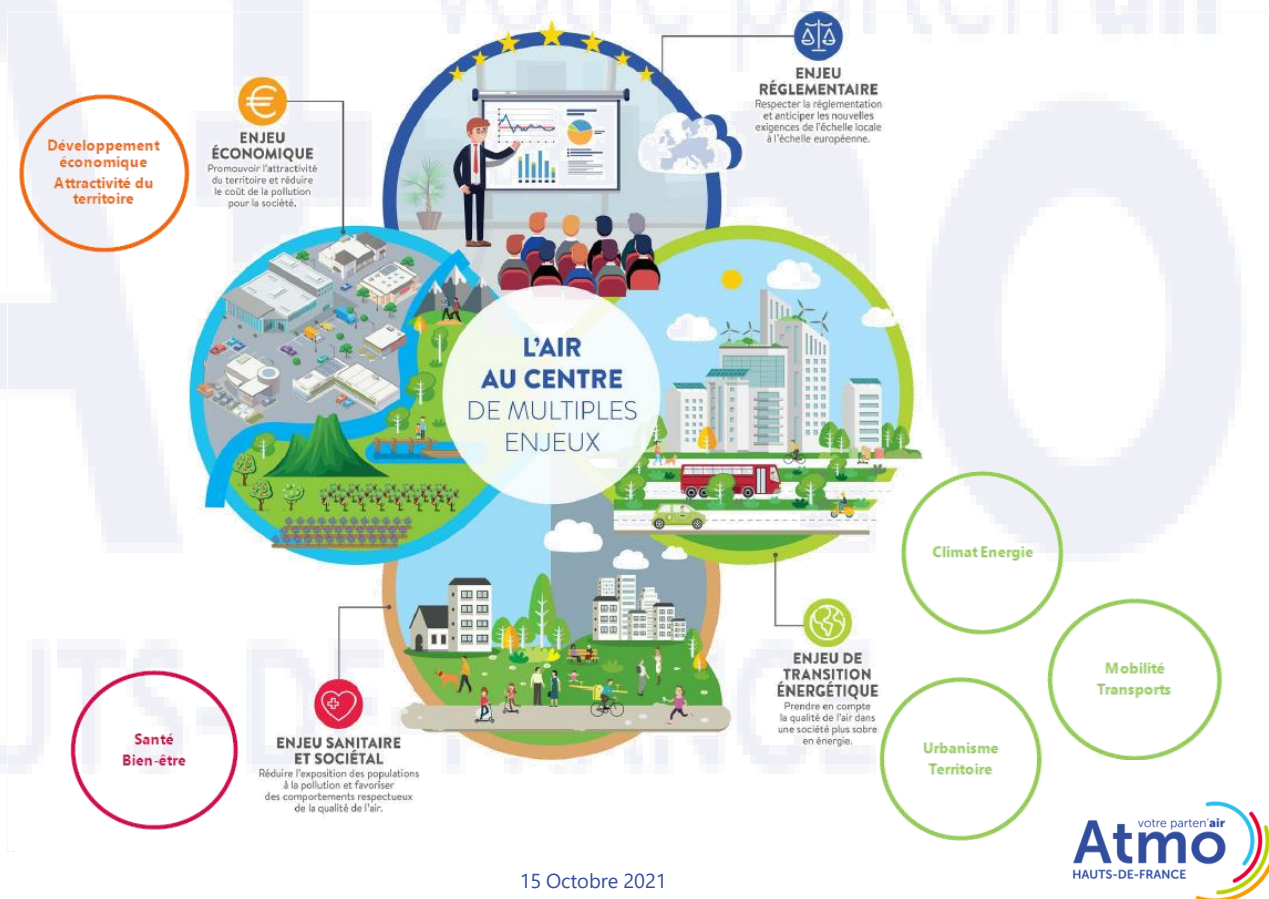 ENJEU
RÉGLEMENTAIRE
Respecter la réglementation
et anticiper les nouvelles
exigences de l'échelle locale
à l'échelle européenne.
ENJEU
ÉCONOMIQUE
Promouvoir l'attractivité
du territoire et réduire
le coût de la pollution
pour la société.
Développement
économique
Attractivité du
territoire
L'AIR
AU CENTRE
DE MULTIPLES
ENJEUX
Climat Energie
ENJEU DE
TRANSITION
ÉNERGÉTIQUE
Prendre en compte
la qualité de l'air dans
une société plus sobre
en énergie.
Mobilité
Transports
Urbanisme
Territoire
Santé
Bien-être
ENJEU SANITAIRE
ET SOCIÉTAL
Réduire l'exposition des populations
à la pollution et favoriser
des comportements respectueux
de la qualité de l'air.
votre parten'air
Atmo
HAUTS-DE-FRANCE
15 Octobre 2021